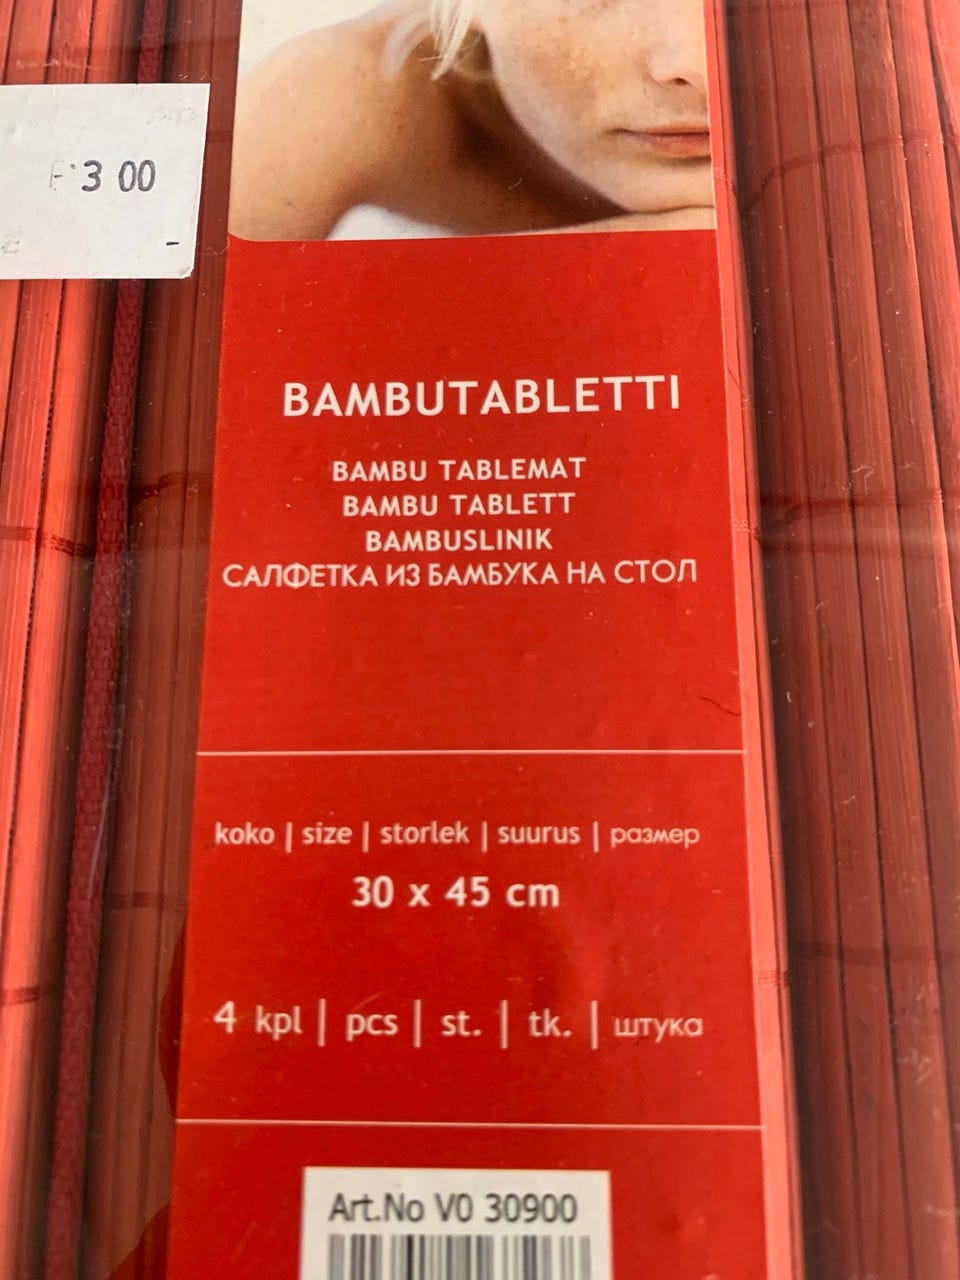 3 00
BAMBUTABLETTI
BAMBU TABLEMAT
BAMBU TABLETT
BAMBUSLINIK
САЛФЕТКА ИЗ БАМБУКА НА СТОЛ
koko | size | storlek | suurus | размер
30 x 45 cm
4 kpl | pcs | st. | tk. | штука
Art.No V0 30900